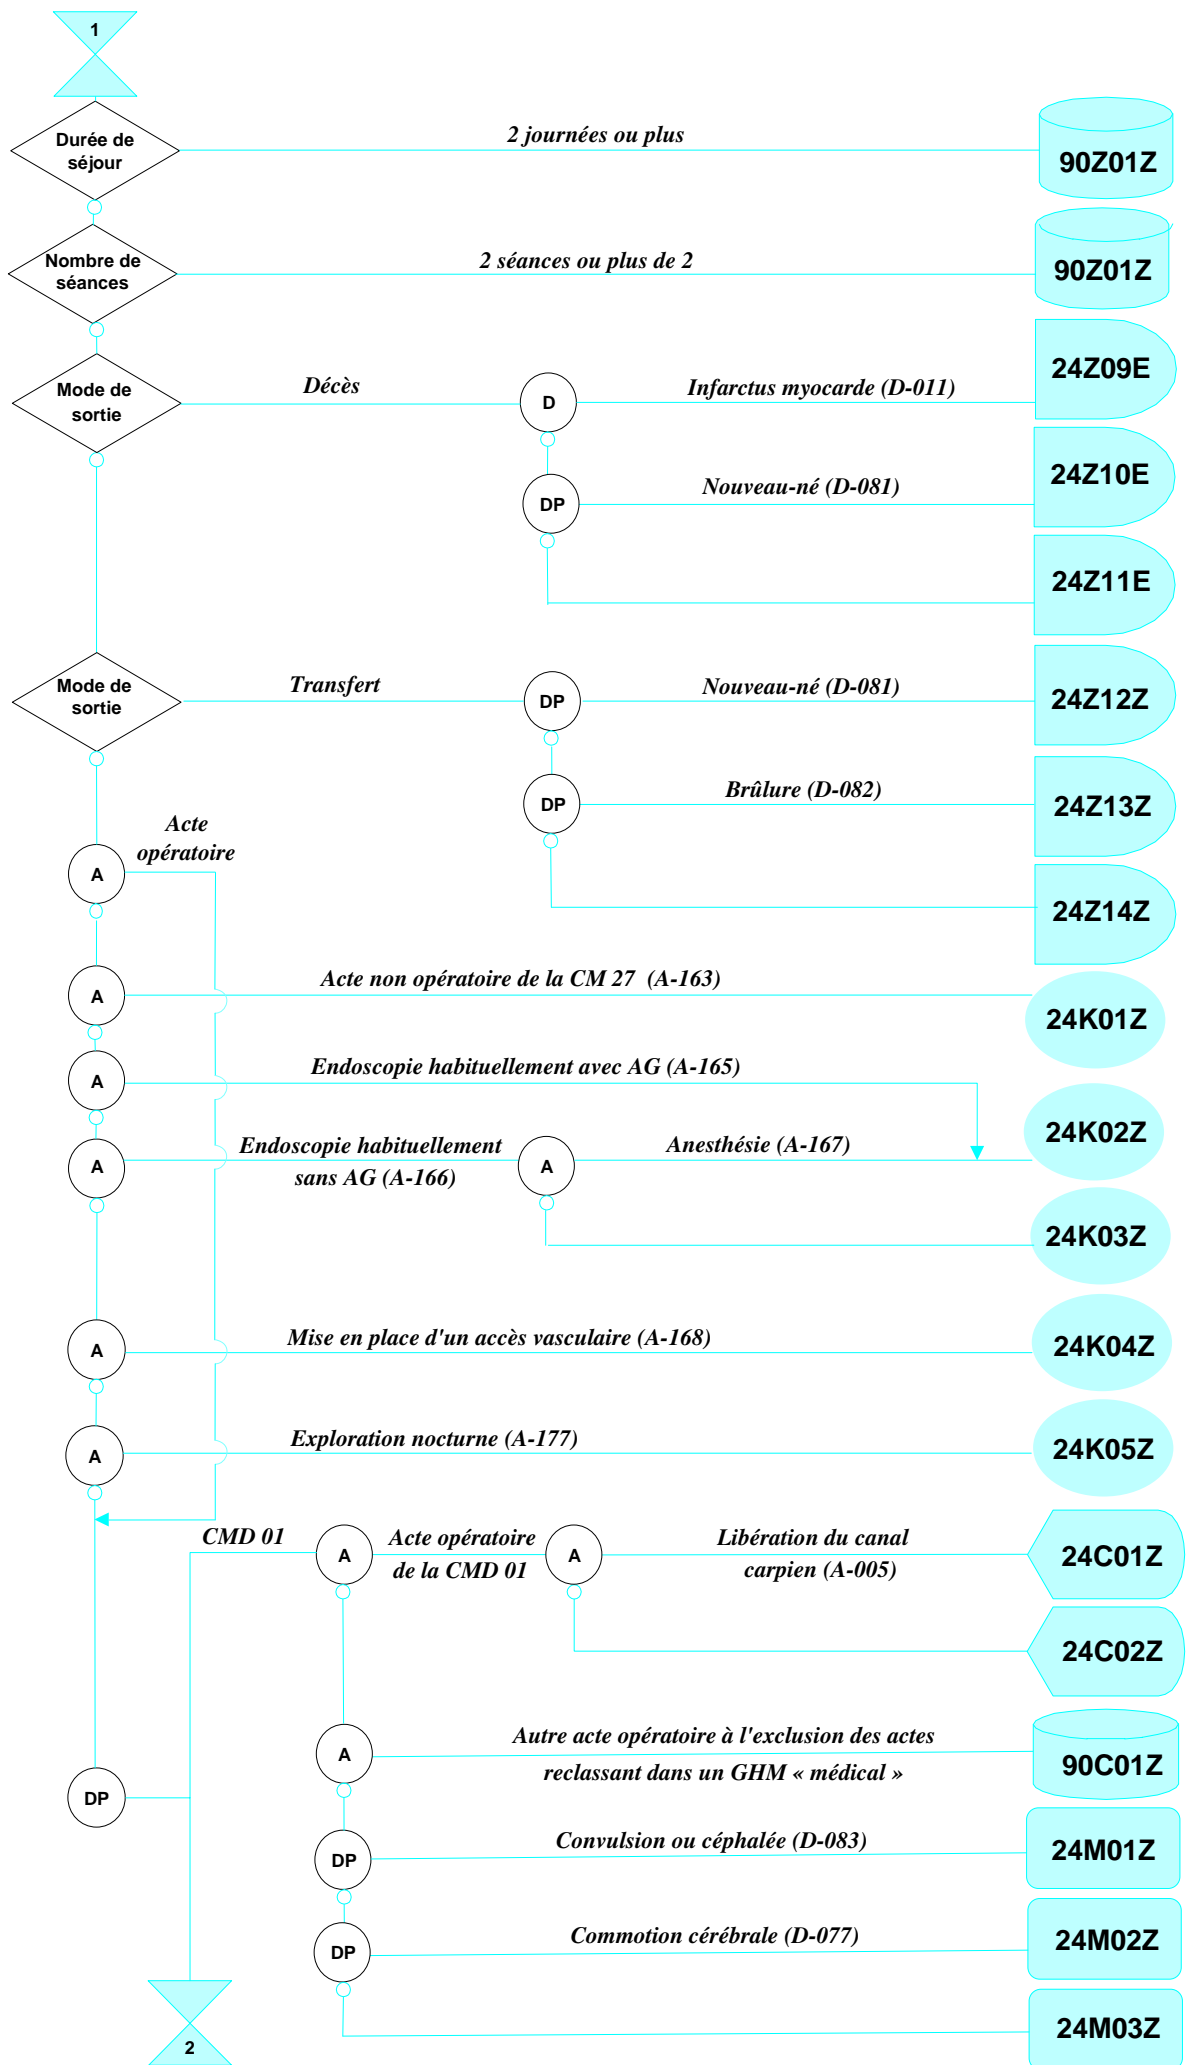 1
Durée de
séjour
2 journées ou plus
90Z01Z
Nombre de
séances
2 séances ou plus de 2
90Z01Z
Mode de
sortie
Décès
D
Infarctus myocarde (D-011)
24Z09E
DP
Nouveau-né (D-081)
24Z10E
24Z11E
Mode de
sortie
Transfert
DP
Nouveau-né (D-081)
24Z12Z
DP
Brûlure (D-082)
24Z13Z
24Z14Z
A
Acte
opératoire
A
Acte non opératoire de la CM 27 (A-163)
24K01Z
A
Endoscopie habituellement avec AG (A-165)
24K02Z
A
Endoscopie habituellement
sans AG (A-166)
A
Anesthésie (A-167)
24K03Z
A
Mise en place d'un accès vasculaire (A-168)
24K04Z
A
Exploration nocturne (A-177)
24K05Z
CMD 01
A
Acte opératoire
de la CMD 01
A
Libération du canal
carpien (A-005)
24C01Z
24C02Z
A
Autre acte opératoire à l'exclusion des actes
reclassant dans un GHM « médical »
90C01Z
DP
DP
Convulsion ou céphalée (D-083)
24M01Z
DP
Commotion cérébrale (D-077)
24M02Z
24M03Z
2